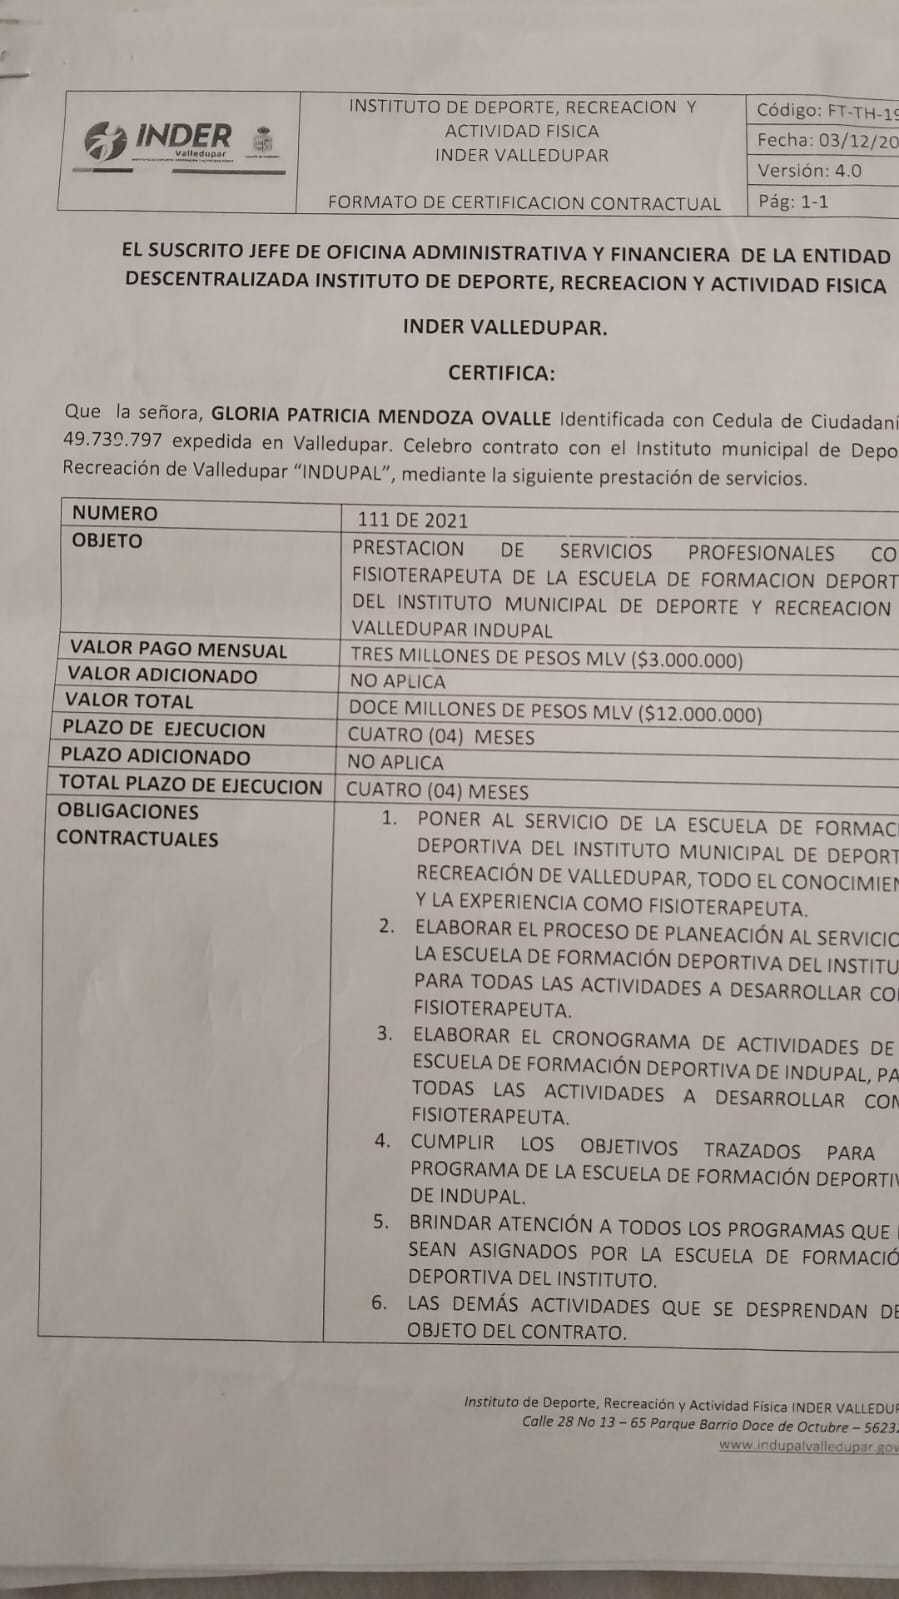 INDER
Valledupar
INSTITUTO DE DEPORTE, RECREACION Y
ACTIVIDAD FISICA
INDER VALLEDUPAR
FORMATO DE CERTIFICACION CONTRACTUAL
Código: FT-TH-19
Fecha: 03/12/20
Versión: 4.0
Pág: 1-1
EL SUSCRITO JEFE DE OFICINA ADMINISTRATIVA Y FINANCIERA DE LA ENTIDAD
DESCENTRALIZADA INSTITUTO DE DEPORTE, RECREACION Y ACTIVIDAD FISICA
INDER VALLEDUPAR.
CERTIFICA:
Que la señora, GLORIA PATRICIA MENDOZA OVALLE Identificada con Cedula de Ciudadaní
49.739.797 expedida en Valledupar. Celebro contrato con el Instituto municipal de Depo
Recreación de Valledupar “INDUPAL”, mediante la siguiente prestación de servicios.
NUMERO 111 DE 2021
OBJETO PRESTACION DE SERVICIOS PROFESIONALES CO
FISIOTERAPEUTA DE LA ESCUELA DE FORMACION DEPORT
DEL INSTITUTO MUNICIPAL DE DEPORTE Y RECREACION
VALLEDUPAR INDUPAL
VALOR PAGO MENSUAL TRES MILLONES DE PESOS MLV ($3.000.000)
VALOR ADICIONADO NO APLICA
VALOR TOTAL DOCE MILLONES DE PESOS MLV ($12.000.000)
PLAZO DE EJECUCION CUATRO (04) MESES
PLAZO ADICIONADO NO APLICA
TOTAL PLAZO DE EJECUCION CUATRO (04) MESES
OBLIGACIONES
CONTRACTUALES
1. PONER AL SERVICIO DE LA ESCUELA DE FORMAC
DEPORTIVA DEL INSTITUTO MUNICIPAL DE DEPORT
RECREACIÓN DE VALLEDUPAR, TODO EL CONOCIMIEN
Y LA EXPERIENCIA COMO FISIOTERAPEUTA.
2. ELABORAR EL PROCESO DE PLANEACIÓN AL SERVICIO
LA ESCUELA DE FORMACIÓN DEPORTIVA DEL INSTITU
PARA TODAS LAS ACTIVIDADES A DESARROLLAR CO
FISIOTERAPEUTA.
3. ELABORAR EL CRONOGRAMA DE ACTIVIDADES DE
ESCUELA DE FORMACIÓN DEPORTIVA DE INDUPAL, PA
TODAS LAS ACTIVIDADES A DESARROLLAR COM
FISIOTERAPEUTA.
4. CUMPLIR LOS OBJETIVOS TRAZADOS PARA
PROGRAMA DE LA ESCUELA DE FORMACIÓN DEPORTIV
DE INDUPAL.
5. BRINDAR ATENCIÓN A TODOS LOS PROGRAMAS QUE
SEAN ASIGNADOS POR LA ESCUELA DE FORMACIÓ
DEPORTIVA DEL INSTITUTO.
6. LAS DEMÁS ACTIVIDADES QUE SE DESPRENDAN DE
OBJETO DEL CONTRATO.
Instituto de Deporte, Recreación y Actividad Física INDER VALLEDUP
Calle 28 No 13 – 65 Parque Barrio Doce de Octubre – 56232
www.indupalvalledupar.gov